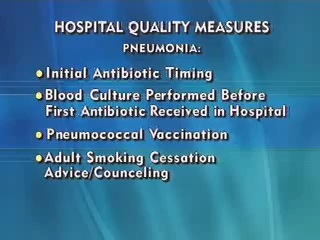 HOSPITAL QUALITY MEASURES
PNEUMONIA:
• Initial Antibiotic Timing
• Blood Culture Performed Before
First Antibiotic Received in Hospital
• Pneumococcal Vaccination
• Adult Smoking Cessation
Advice/Counceling